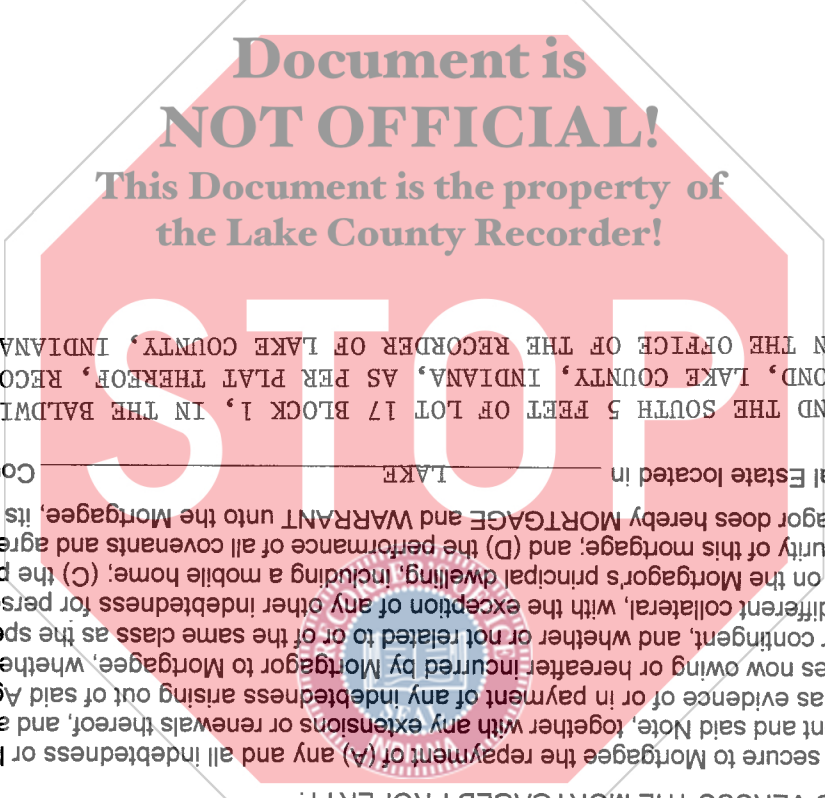 Document is
NOT OFFICIAL!
This Document is the property of
the Lake County Recorder!
STOP
secure to Mortgagee the repayment of (A) any and all indebtedness or
nt and said Note, together with any extensions or renewals thereof, and a
as evidence of or in payment of any indebtedness arising out of said A
es now owing or hereafter incurred by Mortgagor to Mortgagee, whethe
r contingent, and whether or not related to or of the same class as the spe
different collateral, with the exception of any other indebtedness for pers
on the Mortgagor's principal dwelling, including a mobile home; (C) the p
urity of this mortgage; and (D) the performance of all covenants and agre
agor does hereby MORTGAGE and WARRANT unto the Mortgagee, its
al Estate located in LAKE Co
ND THE SOUTH 5 FEET OF LOT 17 BLOCK 1, IN THE BALDWI
OND, LAKE COUNTY, INDIANA, AS PER PLAT THEREOF, RECO
N THE OFFICE OF THE RECORDER OF LAKE COUNTY, INDIANA